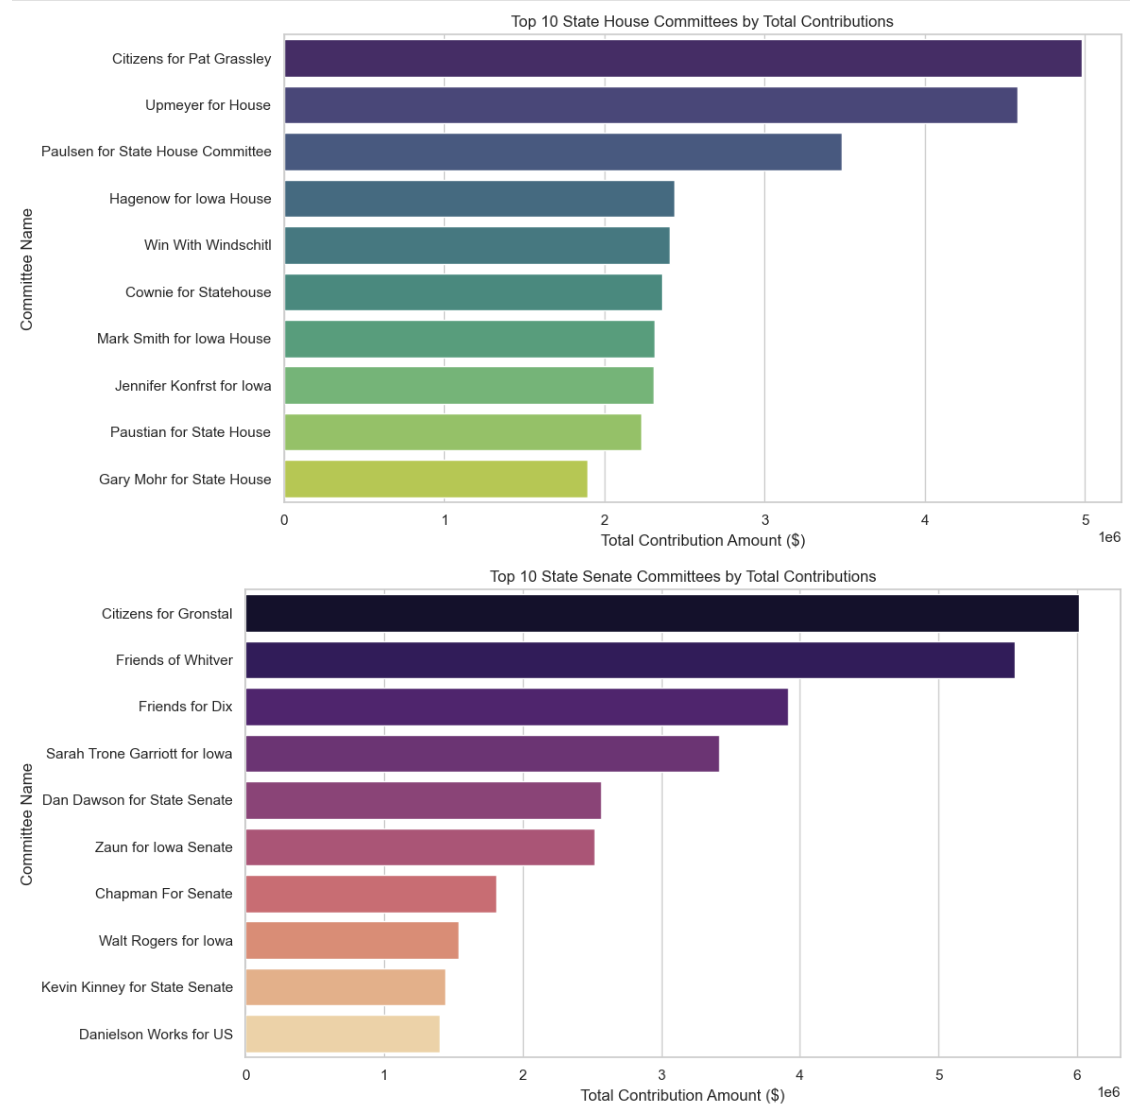 Top 10 State House Committees by Total Contributions
Committee Name
Citizens for Pat Grassley
Upmeyer for House
Paulsen for State House Committee
Hagenow for Iowa House
Win With Windschitl
Cownie for Statehouse
Mark Smith for Iowa House
Jennifer Konfrst for Iowa
Paustian for State House
Gary Mohr for State House
0 1 2 3 4 5
1e6
Total Contribution Amount ($)
Top 10 State Senate Committees by Total Contributions
Committee Name
Citizens for Gronstal
Friends of Whitver
Friends for Dix
Sarah Trone Garriott for Iowa
Dan Dawson for State Senate
Zaun for Iowa Senate
Chapman For Senate
Walt Rogers for Iowa
Kevin Kinney for State Senate
Danielson Works for US
0 1 2 3 4 5 6
1e6
Total Contribution Amount ($)